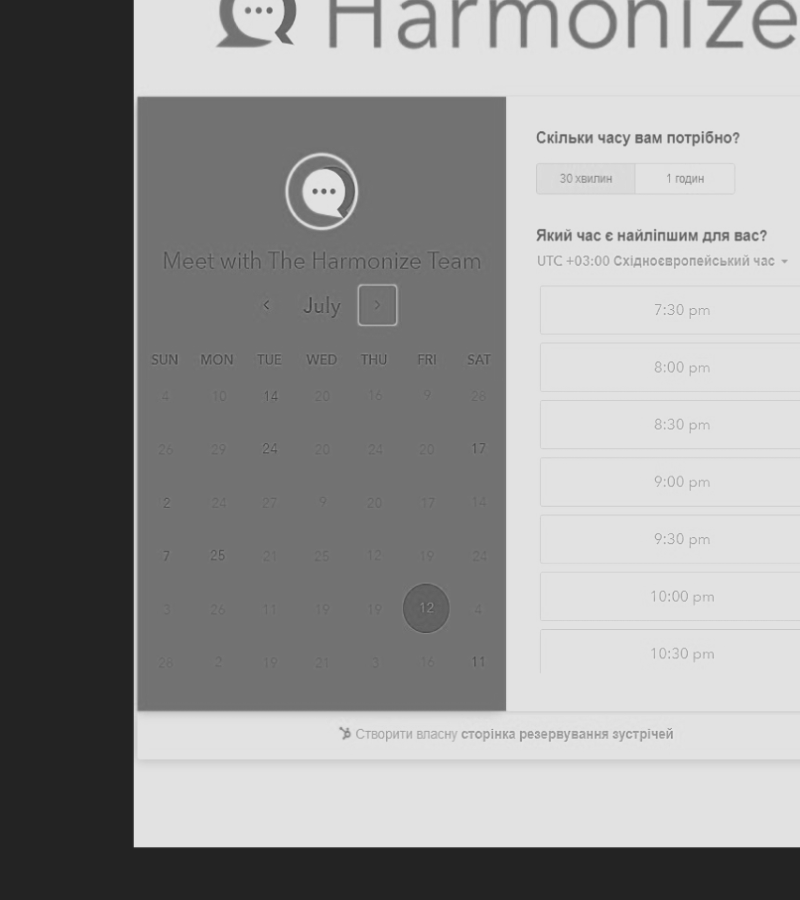 Harmonize
Meet with The Harmonize Team
July
SUN MON TUE WED THU FRI SAT
4 10 14 20 16 9 28
26 29 24 20 24 20 17
2 24 27 9 20 17 14
7 25 21 25 12 19 24
3 26 11 19 19 12 4
28 2 19 21 3 16 11
Скільки часу вам потрібно?
30 хвилин 1 годин
Який час є найліпшим для вас?
UTC +03:00 Східноєвропейський час
7:30 pm
8:00 pm
8:30 pm
9:00 pm
9:30 pm
10:00 pm
10:30 pm
Створити власну сторінка резервування зустрічей